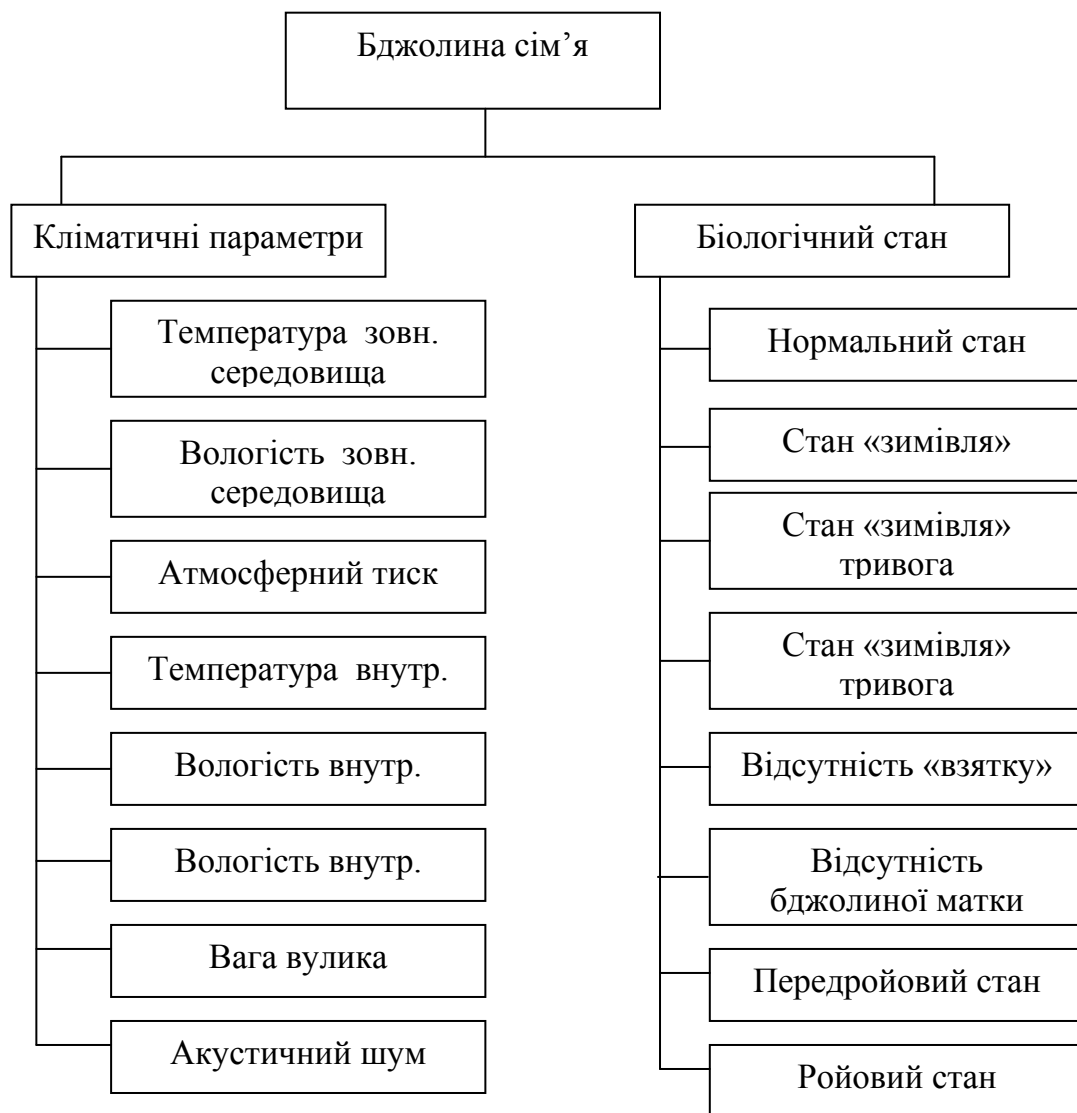 Бджолина сім’я
Кліматичні параметри
Температура зовн.
середовища
Вологість зовн.
середовища
Атмосферний тиск
Температура внутр.
Вологість внутр.
Вологість внутр.
Вага вулика
Акустичний шум
Біологічний стан
Нормальний стан
Стан «зимівля»
Стан «зимівля»
тривога
Стан «зимівля»
тривога
Відсутність «взятку»
Відсутність
бджолиної матки
Передройовий стан
Ройовий стан